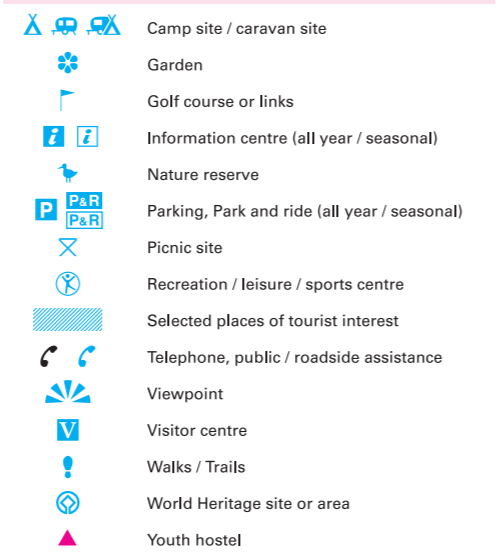 Camp site / caravan site
Garden
Golf course or links
i i Information centre (all year / seasonal)
Nature reserve
P&R
P Parking, Park and ride (all year / seasonal)
P&R
Picnic site
Recreation / leisure / sports centre
Selected places of tourist interest
Telephone, public / roadside assistance
Viewpoint
V Visitor centre
Walks / Trails
World Heritage site or area
Youth hostel